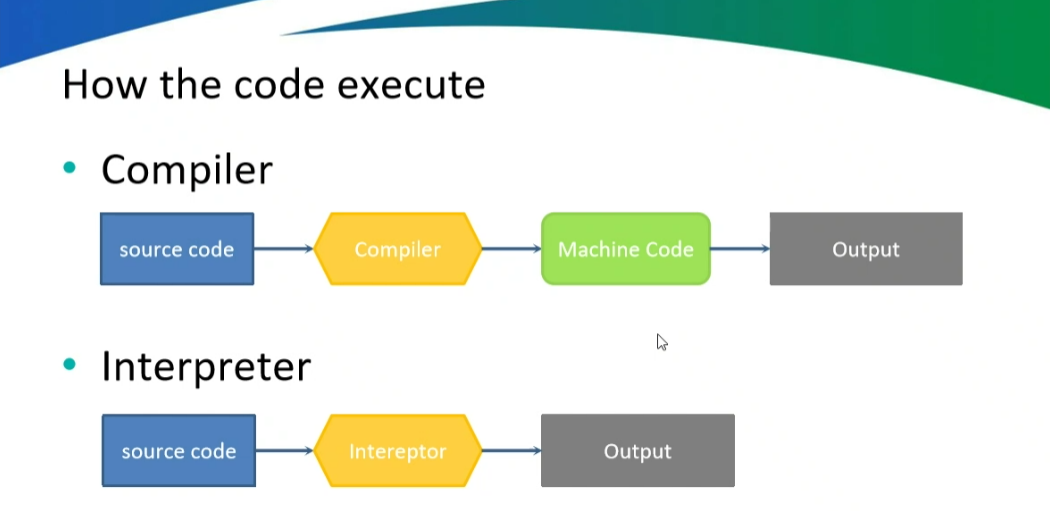 How the code execute
• Compiler
source code
Compiler
Machine Code
Output
• Interpreter
source code
Intereptor
Output